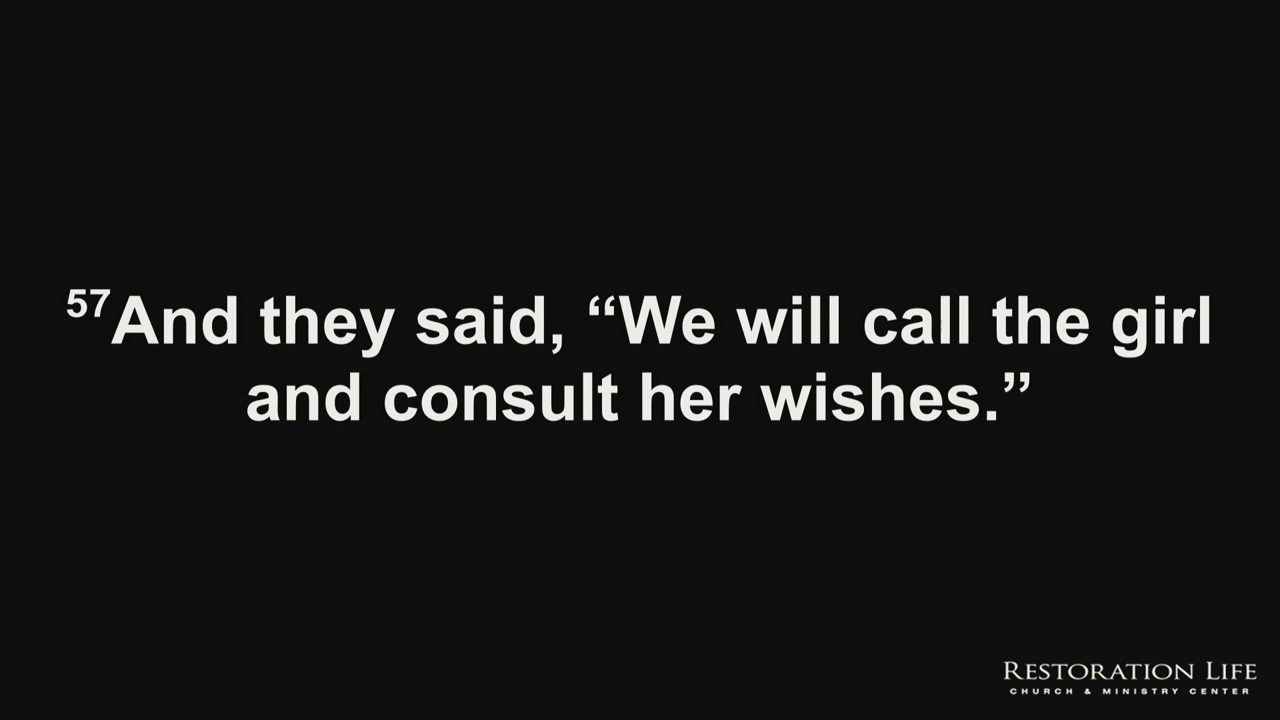 57And they said, “We will call the girl
and consult her wishes.”
RESTORATION LIFE
CHURCH & MINISTRY CENTER